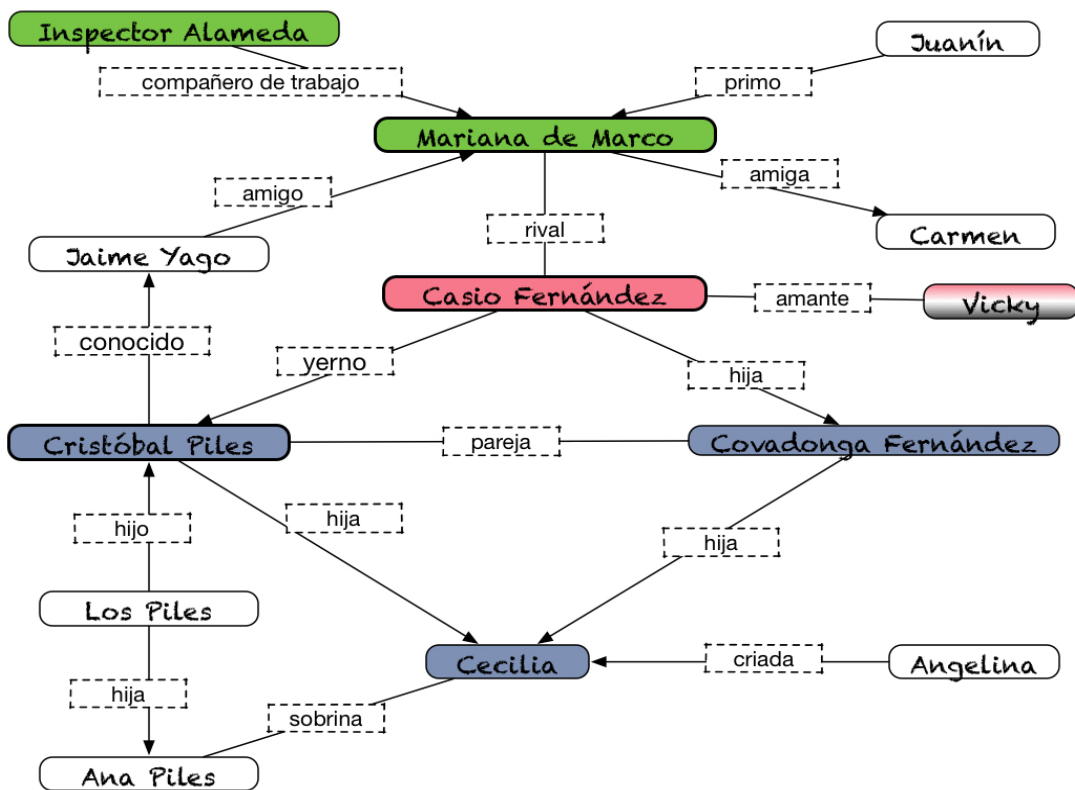 Inspector Alameda
Juanín
compañero de trabajo
primo
Mariana de Marco
amigo
amiga
rival
Jaime Yago
Carmen
Casio Fernández
amante
Vicky
conocido
yerno
hija
Cristóbal Piles
pareja
Covadonga Fernández
hijo
hija
hija
Los Piles
Cecilia
criada
Angelina
hija
sobrina
Ana Piles